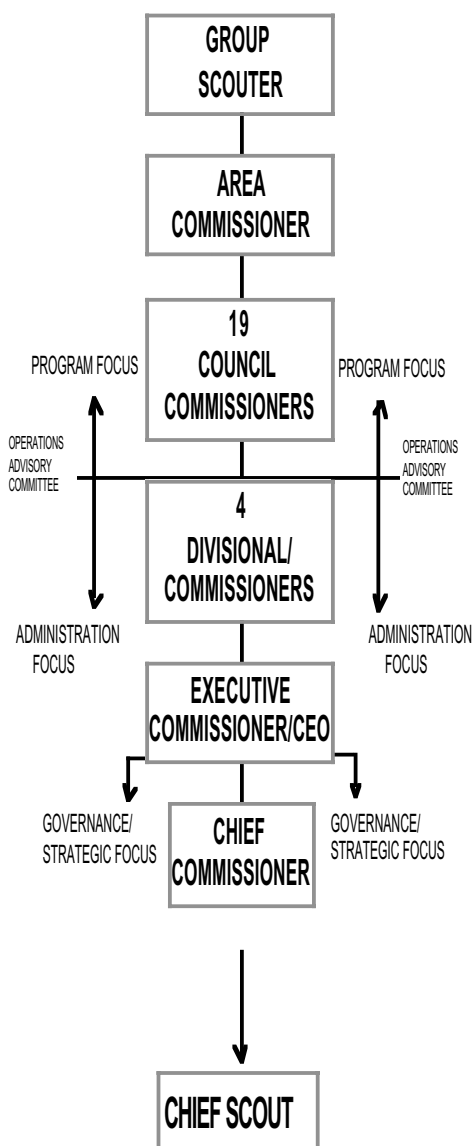 GROUP
SCOUTER
AREA
COMMISSIONER
19
COUNCIL
COMMISSIONERS
PROGRAM FOCUS
PROGRAM FOCUS
OPERATIONS
ADVISORY
COMMITTEE
OPERATIONS
ADVISORY
COMMITTEE
4
DIVISIONAL/
COMMISSIONERS
ADMINISTRATION
FOCUS
ADMINISTRATION
FOCUS
EXECUTIVE
COMMISSIONER/CEO
GOVERNANCE/
STRATEGIC FOCUS
GOVERNANCE/
STRATEGIC FOCUS
CHIEF
COMMISSIONER
CHIEF SCOUT